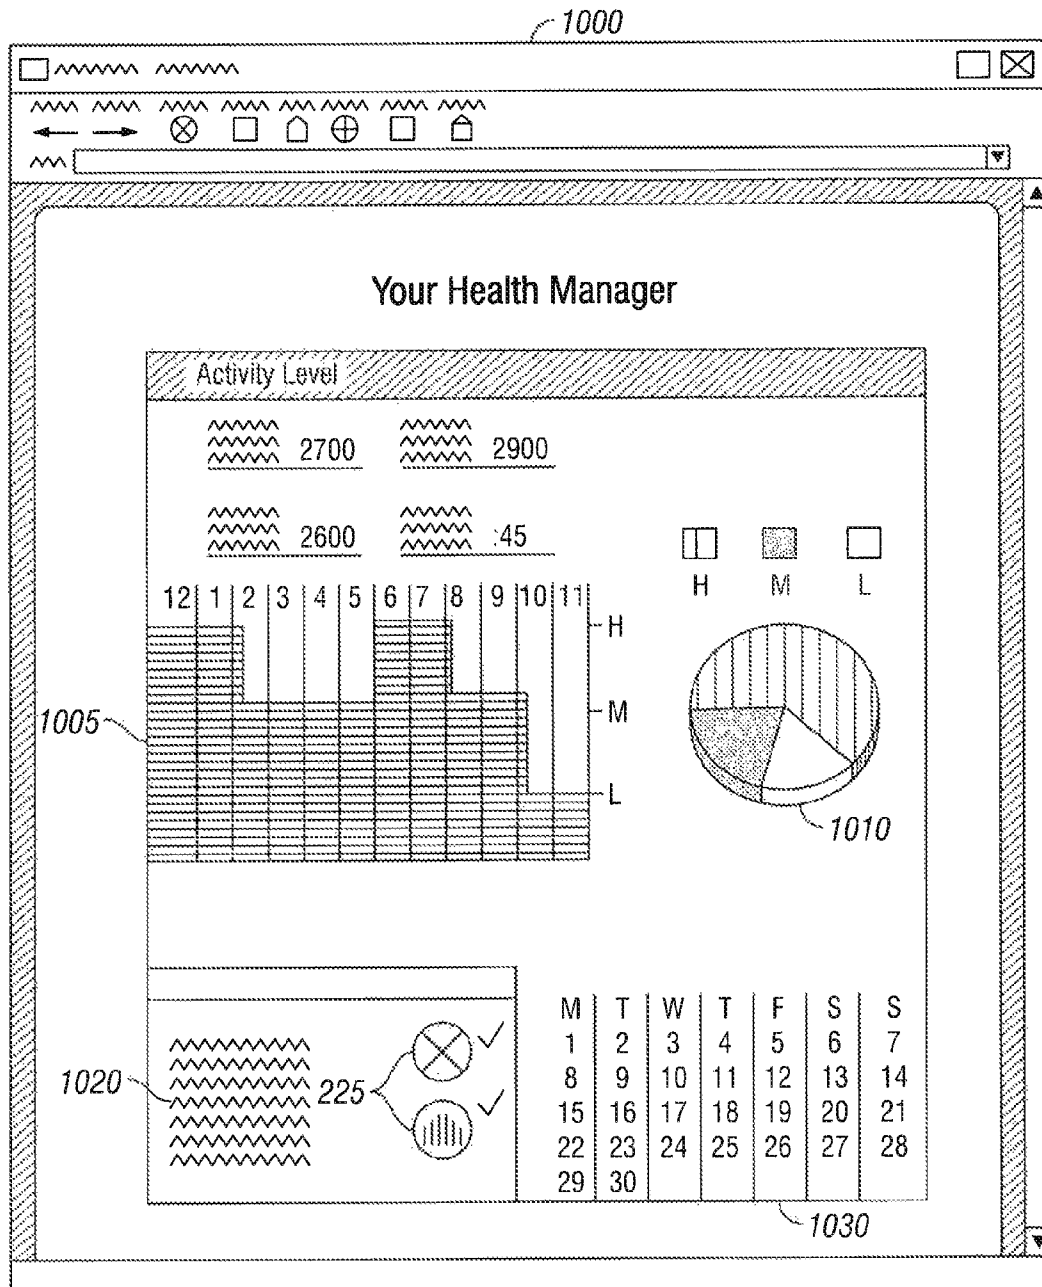 1000
Your Health Manager
Activity Level
2700 2900
2600 :45
H M L
12 1 2 3 4 5 6 7 8 9 10 11
H
M
L
1005
1010
M T W T F S S
1 2 3 4 5 6 7
8 9 10 11 12 13 14
15 16 17 18 19 20 21
22 23 24 25 26 27 28
29 30
1020
225
1030